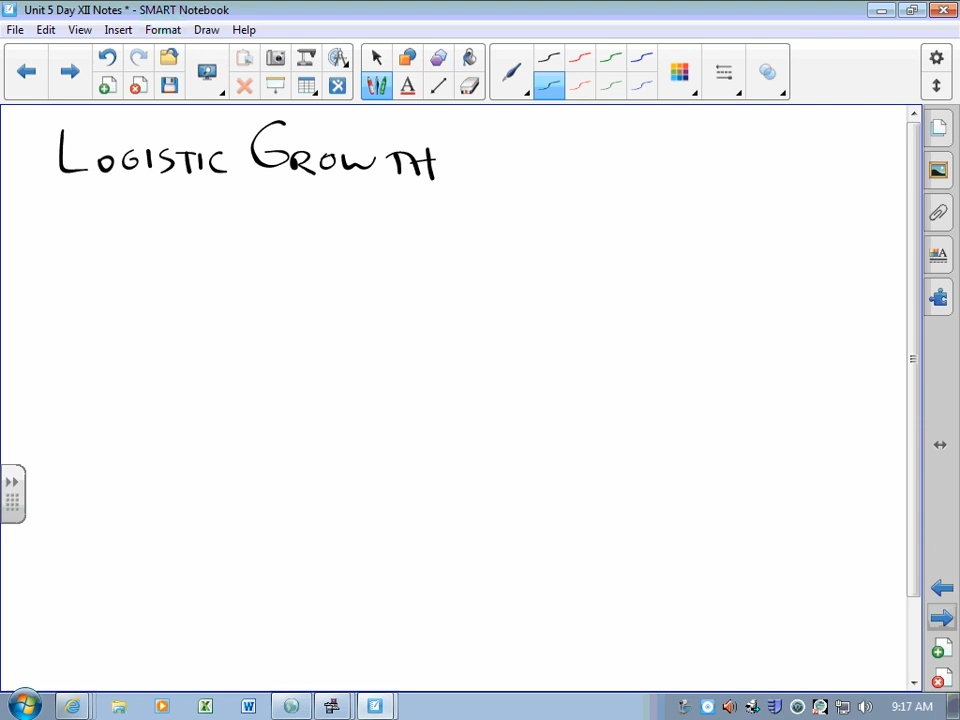 Unit 5 Day XII Notes * - SMART Notebook
File Edit View Insert Format Draw Help
LOGISTIC GROWTH
9:17 AM